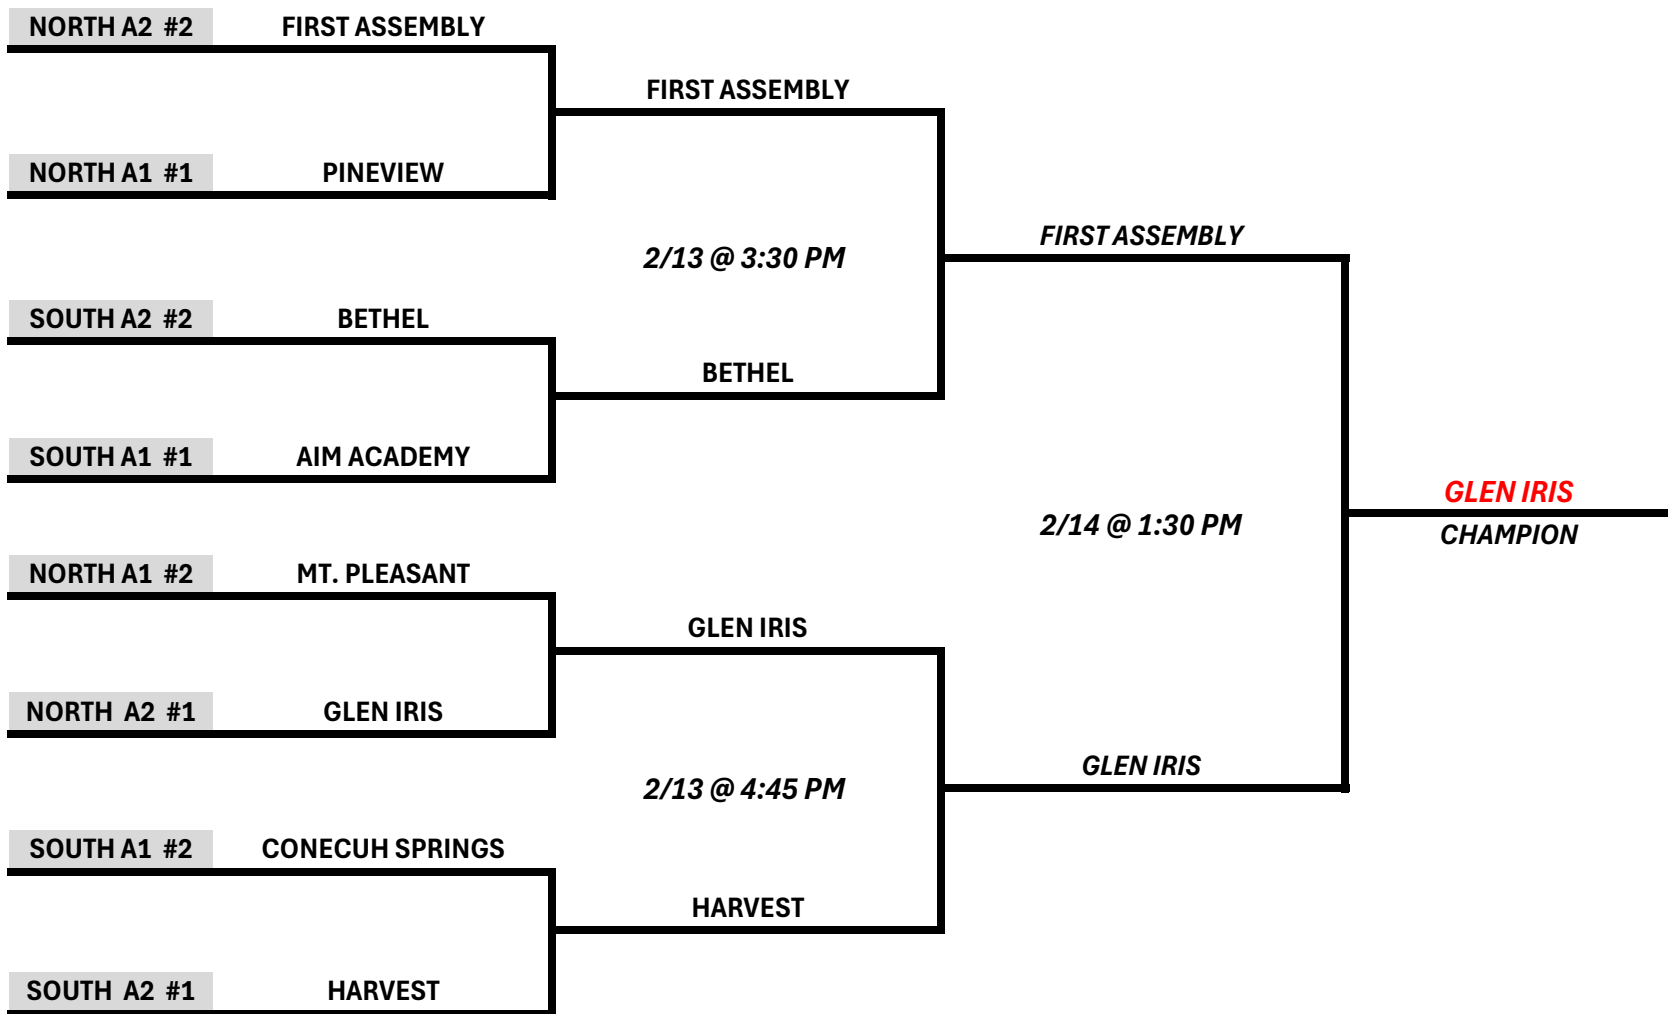 NORTH A2 #2 FIRST ASSEMBLY
FIRST ASSEMBLY
NORTH A1 #1 PINEVIEW
FIRST ASSEMBLY
2/13 @ 3:30 PM
SOUTH A2 #2 BETHEL
BETHEL
SOUTH A1 #1 AIM ACADEMY
GLEN IRIS
2/14 @ 1:30 PM
CHAMPION
NORTH A1 #2 MT. PLEASANT
GLEN IRIS
NORTH A2 #1 GLEN IRIS
GLEN IRIS
2/13 @ 4:45 PM
SOUTH A1 #2 CONECUH SPRINGS
HARVEST
SOUTH A2 #1 HARVEST